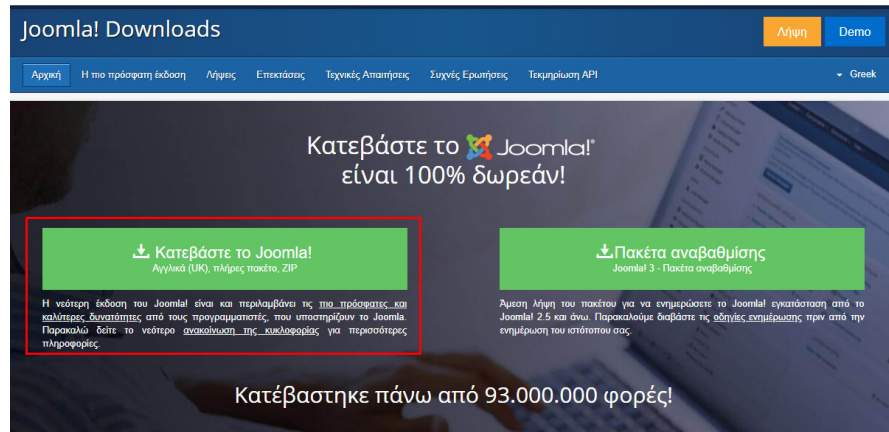 Joomla! Downloads
Λήψη
Demo
Αρχική
Η πιο πρόσφατη έκδοση
Λήψεις
Επεκτάσεις
Τεχνικές Απαιτήσεις
Συχνές Ερωτήσεις
Τεκμηρίωση API
Greek
Κατεβάστε το Joomla!
είναι 100% δωρεάν!
Κατεβάστε το Joomla!
Αγγλικά (UK), πλήρες πακέτο, ZIP
Η νεότερη έκδοση του Joomla! είναι και περιλαμβάνει τις πιο πρόσφατες και
καλύτερες δυνατότητες από τους προγραμματιστές, που υποστηρίζουν το Joomla.
Παρακαλώ δείτε το νεότερο ανακοίνωση της κυκλοφορίας για περισσότερες
πληροφορίες.
Πακέτα αναβαθμίσης
Joomla! 3 - Πακέτα αναβαθμίσης
Άμεση λήψη του πακέτου για να ενημερώσετε το Joomla! εγκατάσταση από το
Joomla! 2.5 και άνω. Παρακαλούμε διαβάστε τις οδηγίες ενημέρωσης πριν από την
ενημέρωση του ιστότοπου σας.
Κατέβαστηκε πάνω από 93.000.000 φορές!